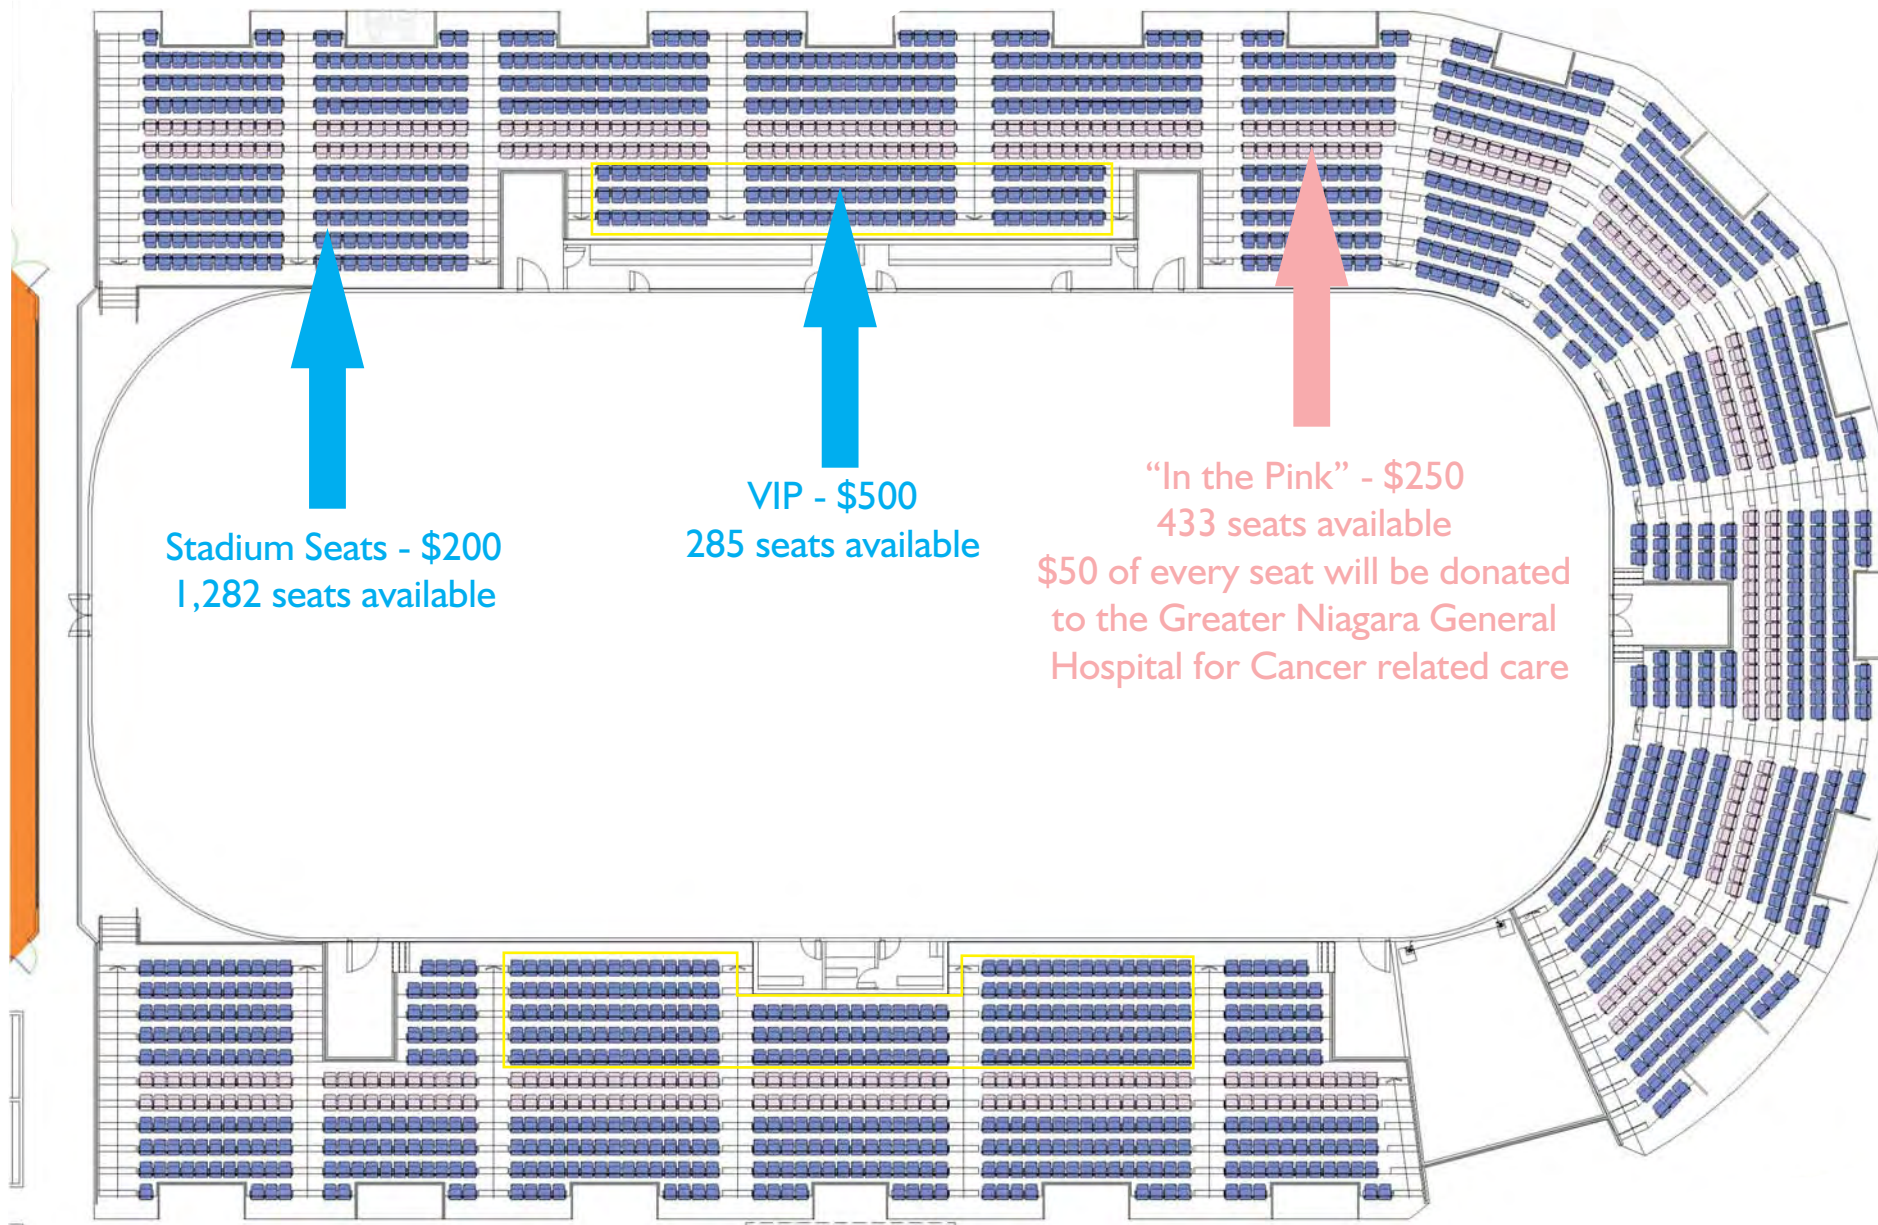 Stadium Seats - $200
1,282 seats available
VIP - $500
285 seats available
“In the Pink” - $250
433 seats available
$50 of every seat will be donated
to the Greater Niagara General
Hospital for Cancer related care